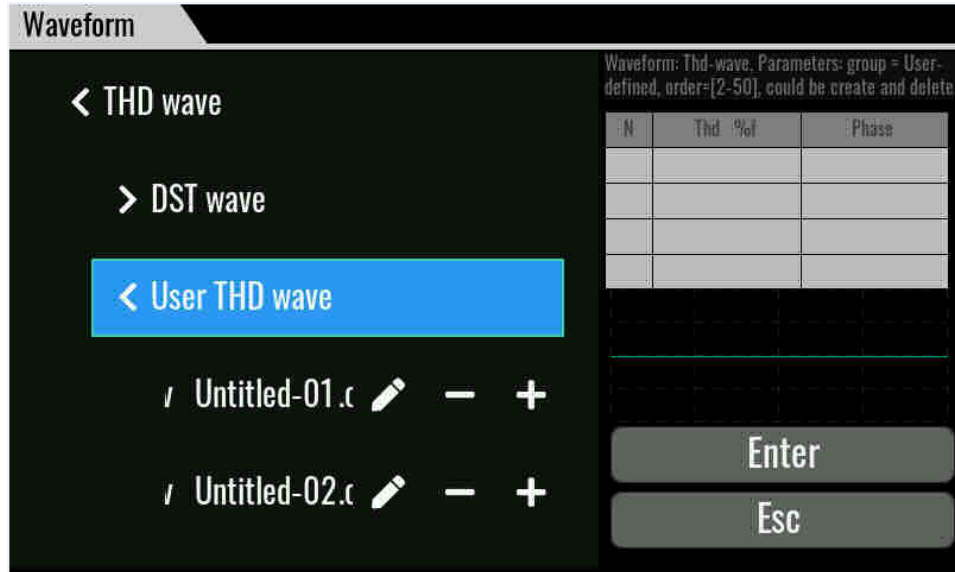 Waveform
< THD wave
> DST wave
< User THD wave
Untitled-01.c
Untitled-02.c
Waveform: Thd-wave, Parameters: group = User-
defined, order=[2-50], could be create and delete
N Thd %f Phase
Enter
Esc